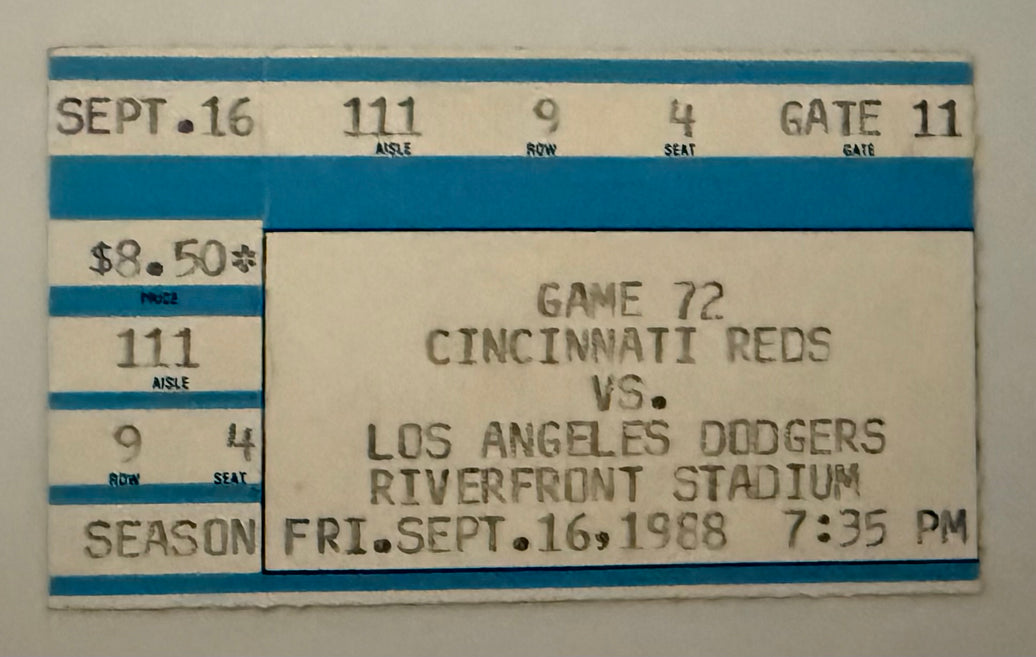 SEPT.16 111 9 4 GATE 11
AISLE ROW SEAT GATE
$8.50*
PRICE
111
AISLE
9 4
ROW SEAT
SEASON
GAME 72
CINCINNATI REDS
VS.
LOS ANGELES DODGERS
RIVERFRONT STADIUM
FRI.SEPT.16,1988 7:35 PM